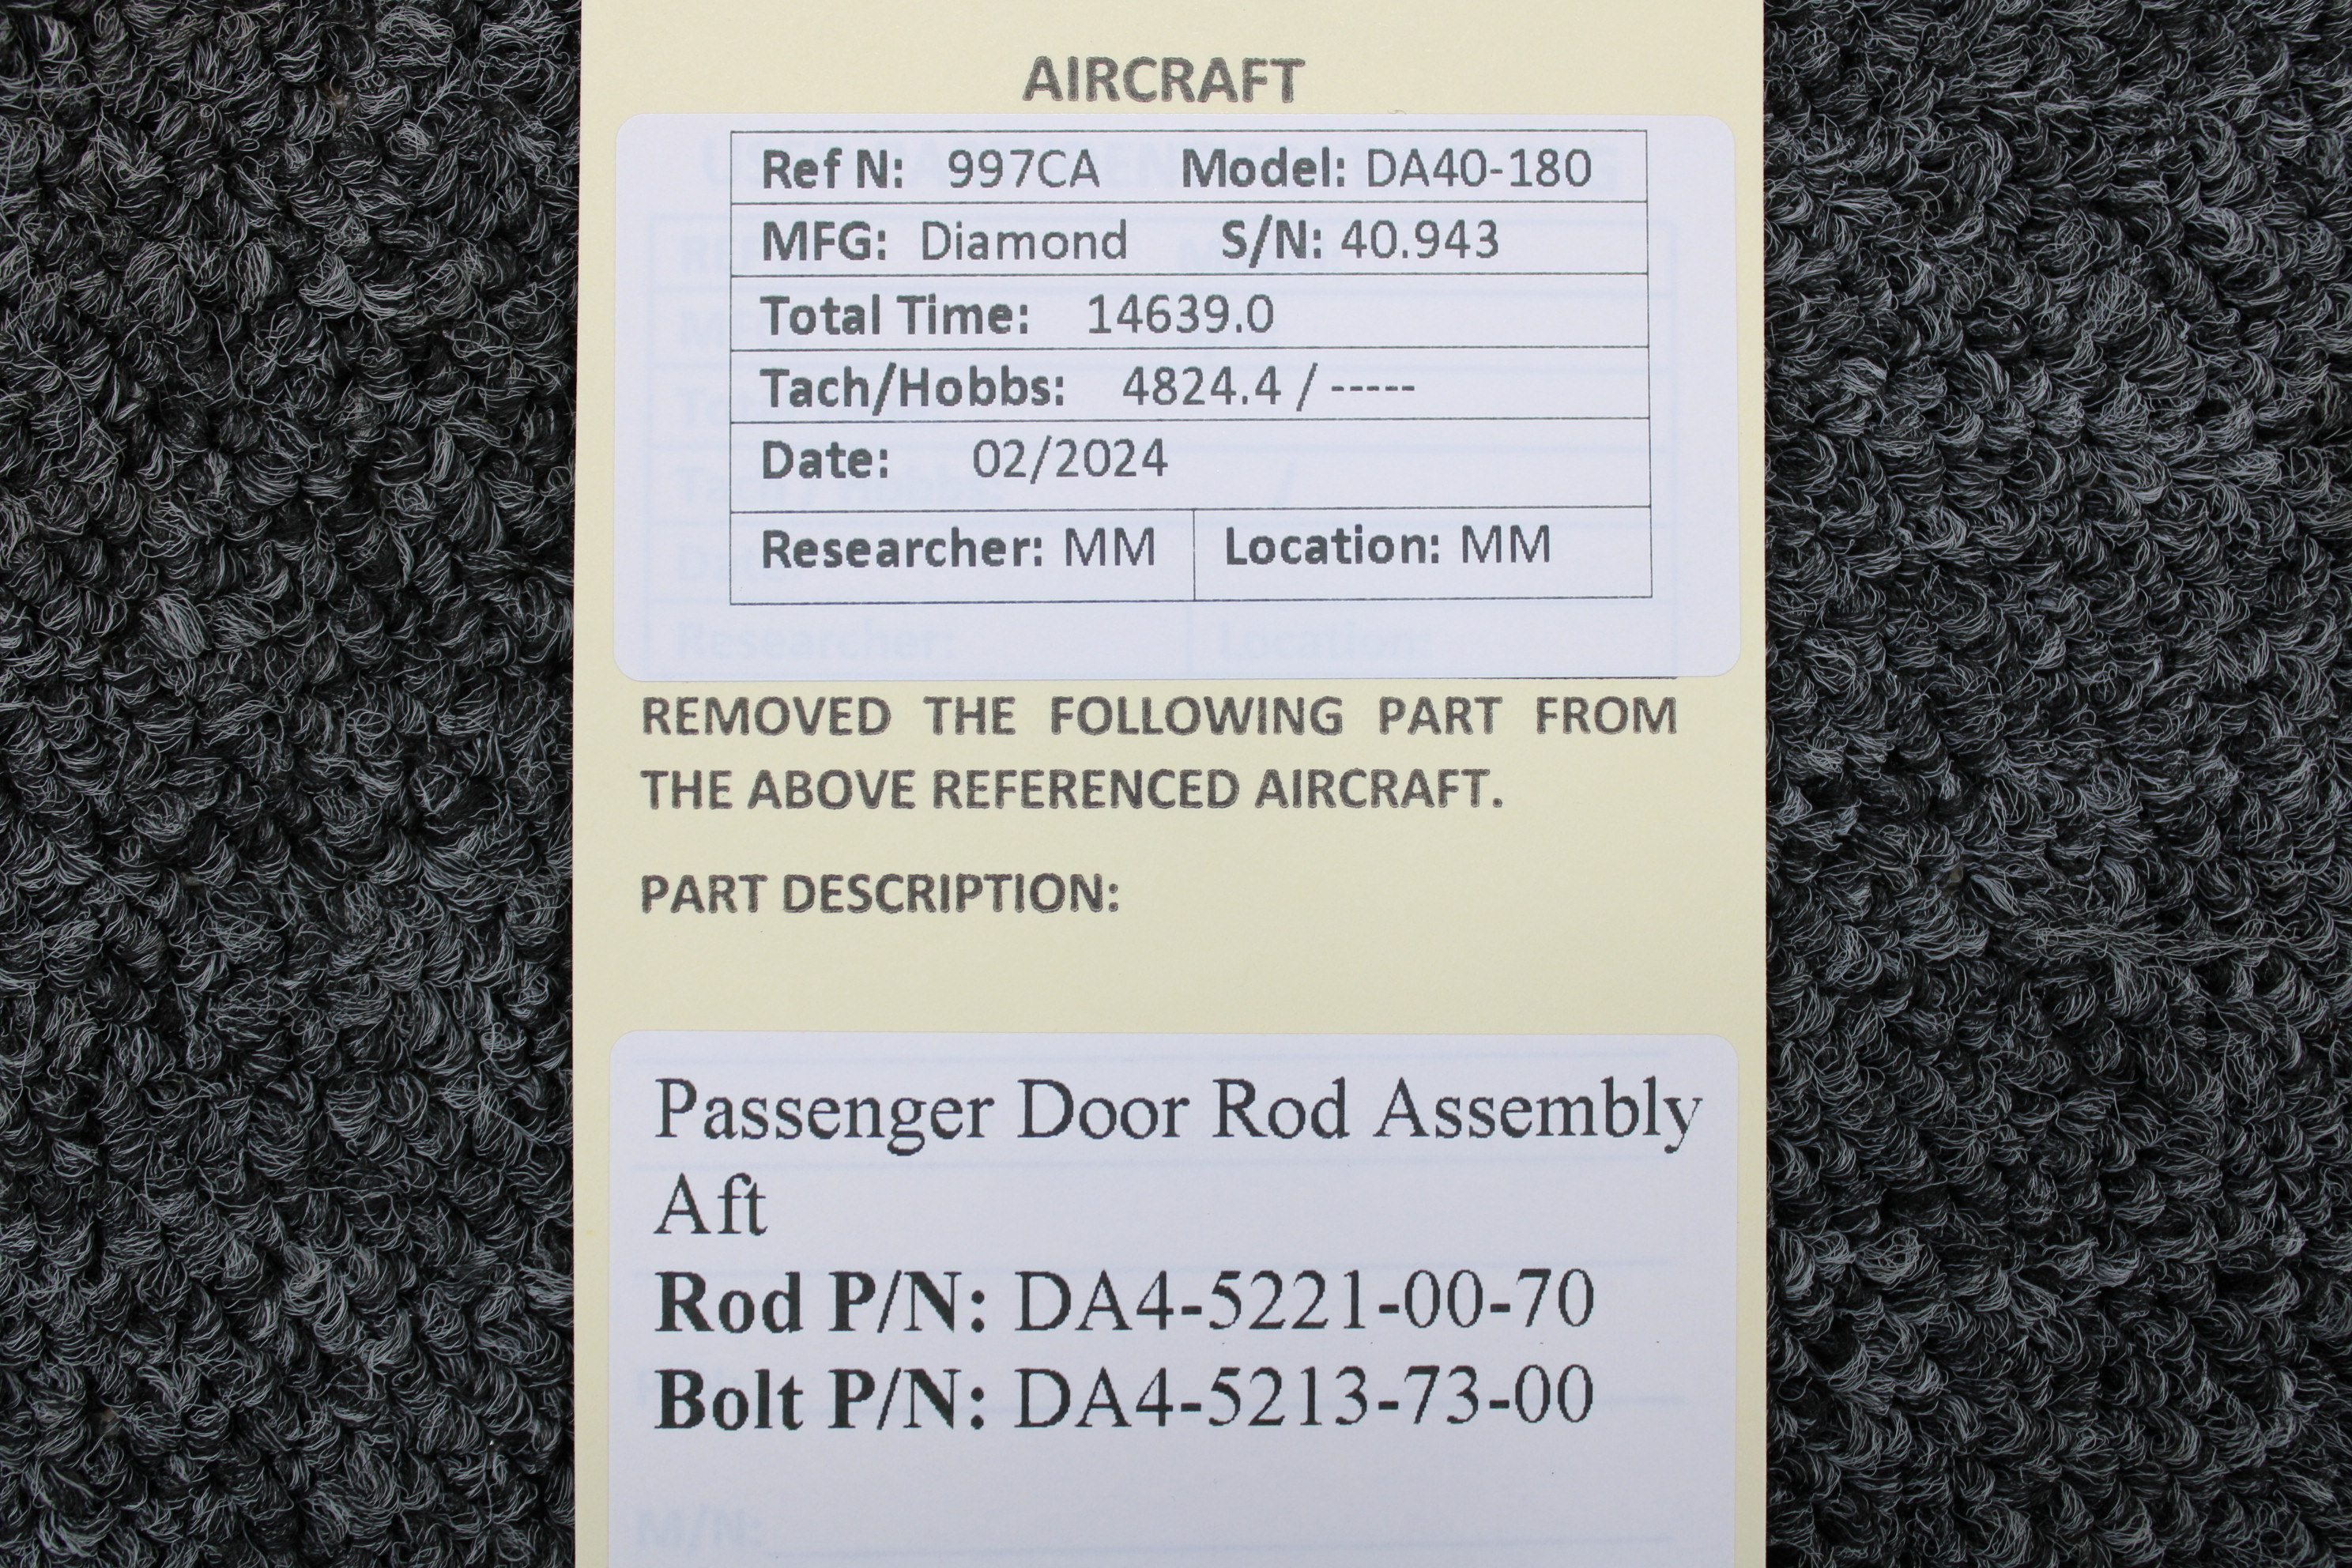 AIRCRAFT
Ref N: 997CA Model: DA40-180
MFG: Diamond S/N: 40.943
Total Time: 14639.0
Tach/Hobbs: 4824.4 / -----
Date: 02/2024
Researcher: MM Location: MM
Researcher: Location:
REMOVED THE FOLLOWING PART FROM
THE ABOVE REFERENCED AIRCRAFT.
PART DESCRIPTION:
Passenger Door Rod Assembly
Aft
Rod P/N: DA4-5221-00-70
Bolt P/N: DA4-5213-73-00
M/N: